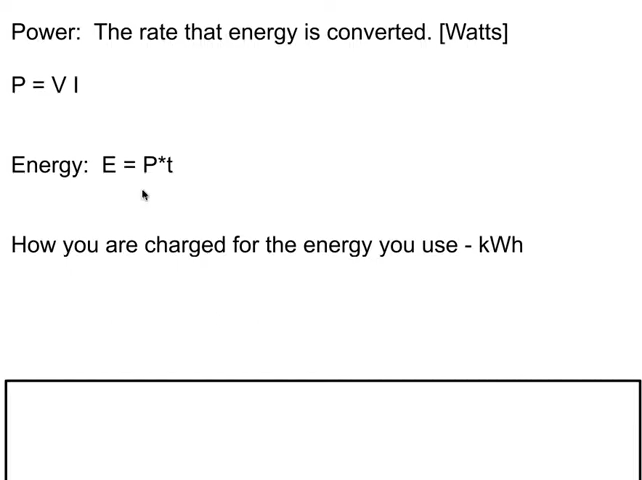 Power:  The rate that energy is converted. [Watts]
P = V I
Energy:  E = P*t
How you are charged for the energy you use - kWh